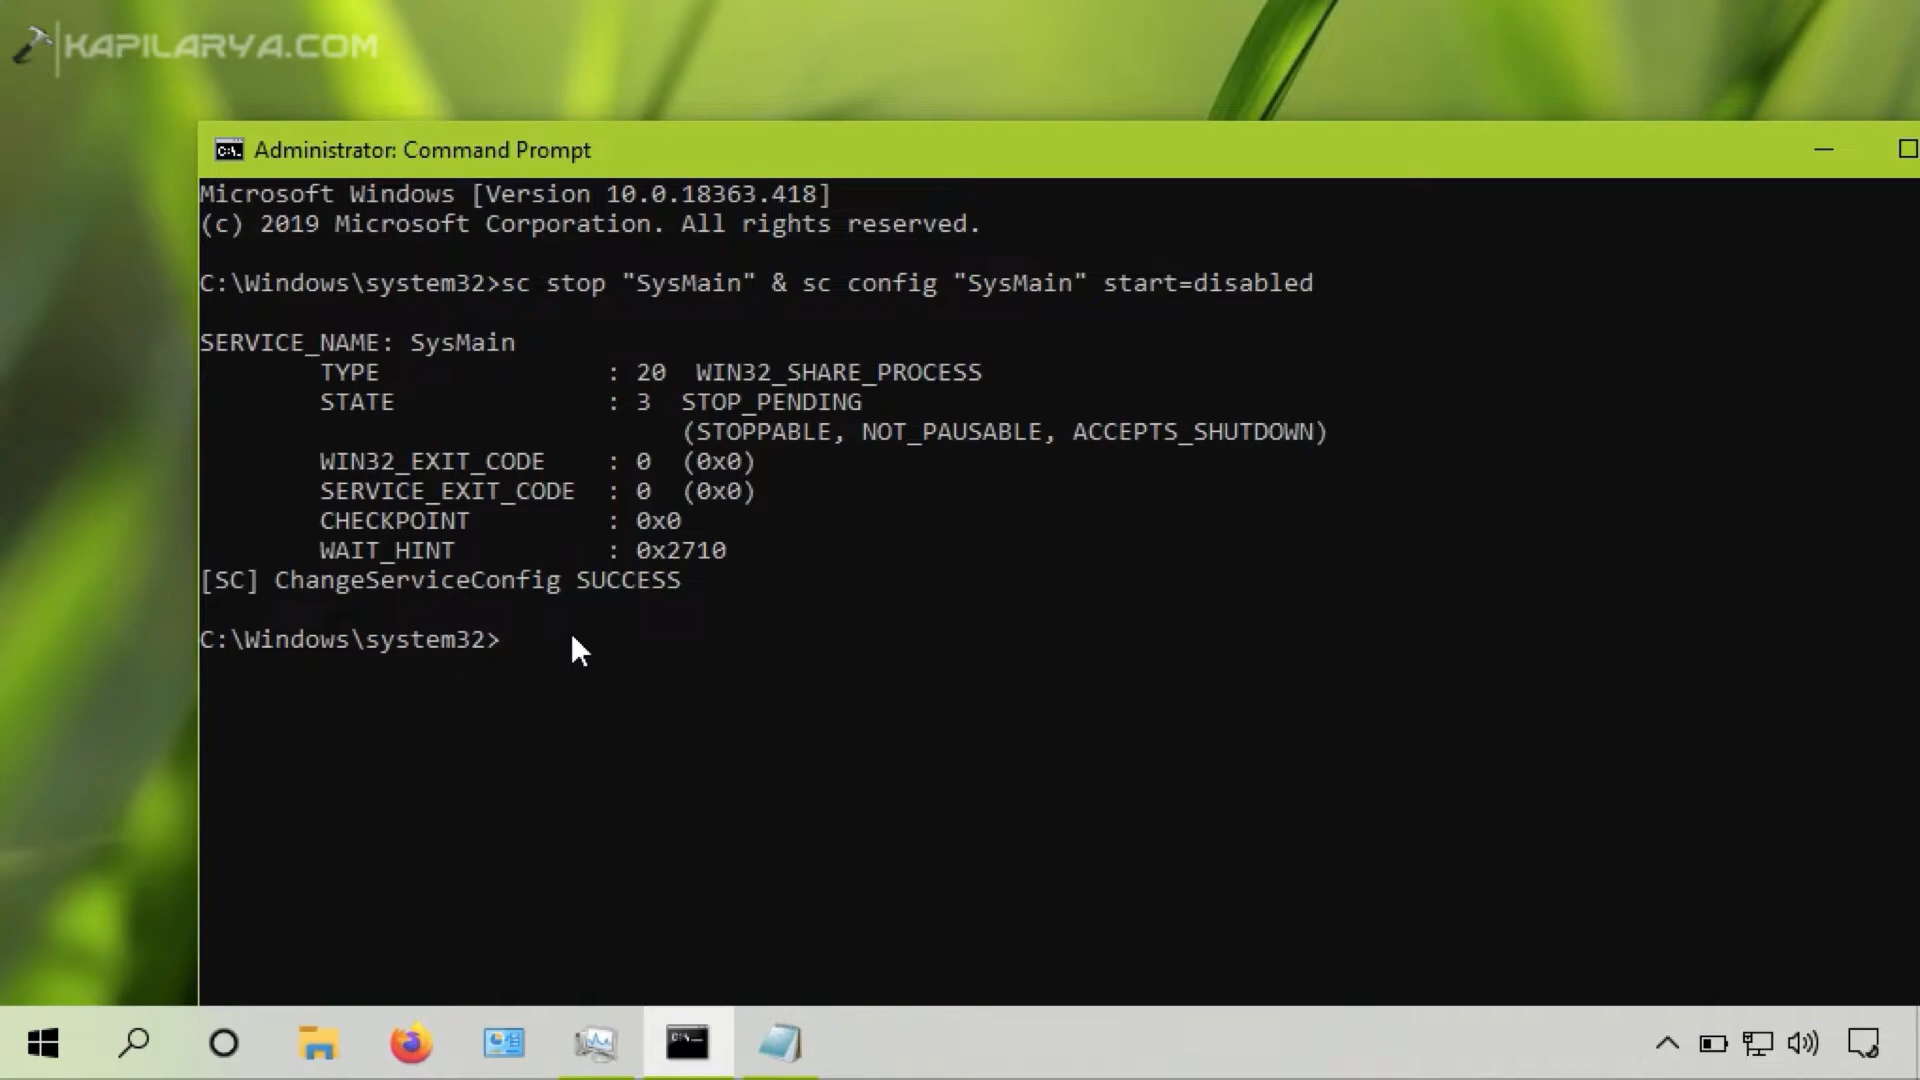 KAPILARYA.COM
Administrator: Command Prompt
Microsoft Windows [Version 10.0.18363.418]
(c) 2019 Microsoft Corporation. All rights reserved.
C:\Windows\system32>sc stop "SysMain" & sc config "SysMain" start=disabled
SERVICE_NAME: SysMain
TYPE : 20 WIN32_SHARE_PROCESS
STATE : 3 STOP_PENDING
(STOPPABLE, NOT_PAUSABLE, ACCEPTS_SHUTDOWN)
WIN32_EXIT_CODE : 0 (0x0)
SERVICE_EXIT_CODE : 0 (0x0)
CHECKPOINT : 0x0
WAIT_HINT : 0x2710
[SC] ChangeServiceConfig SUCCESS
C:\Windows\system32>